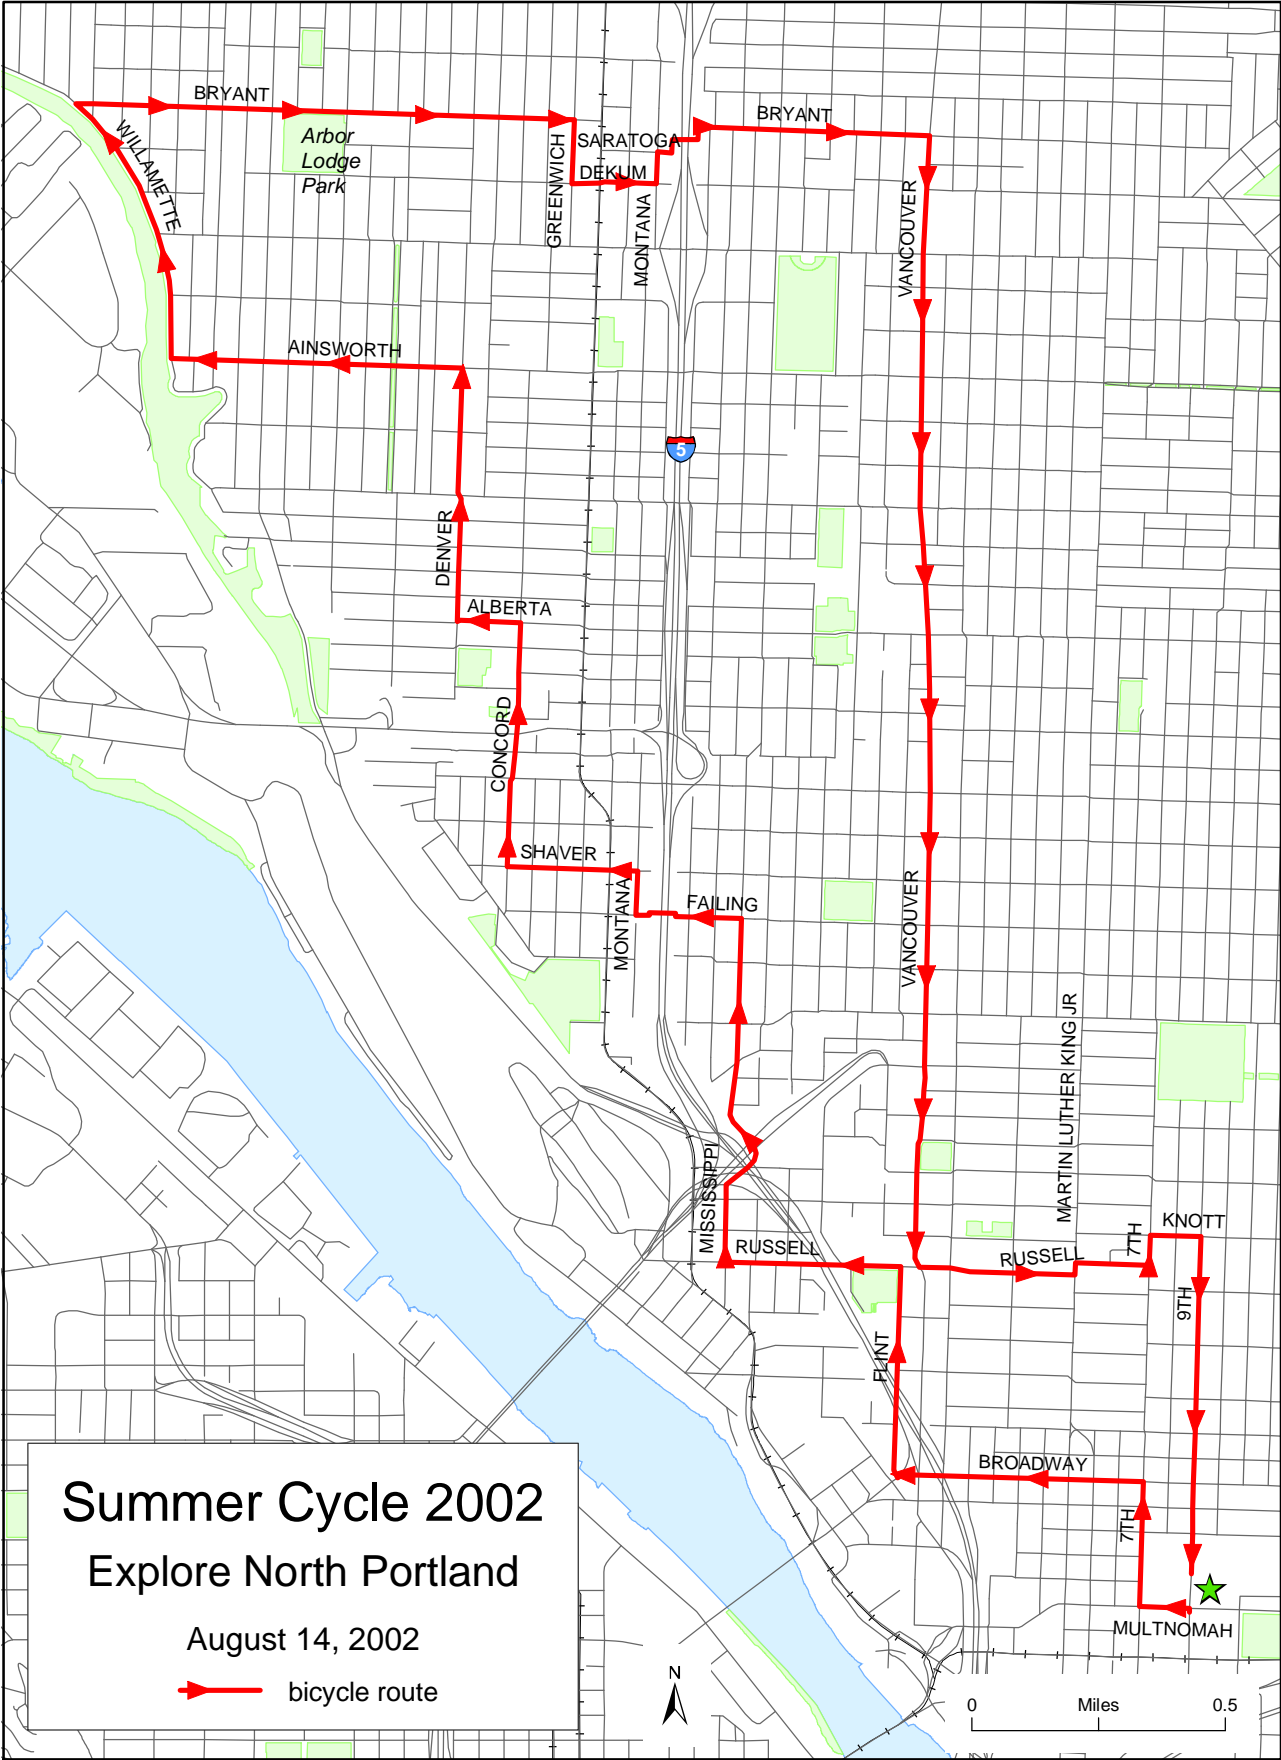 BRYANT
WILLAMETTE
Arbor
Lodge
Park
GREENWICH
SARATOGA
DEKUM
MONTANA
BRYANT
VANCOUVER
AINSWORTH
5
DENVER
ALBERTA
CONCORD
SHAVER
MONTANA
FAILING
VANCOUVER
MARTIN LUTHER KING JR
MISSISSIPPI
RUSSELL
RUSSELL
7TH
KNOTT
9TH
FLINT
BROADWAY
7TH
MULTNOMAH
Summer Cycle 2002
Explore North Portland
August 14, 2002
bicycle route
N
0 Miles 0.5